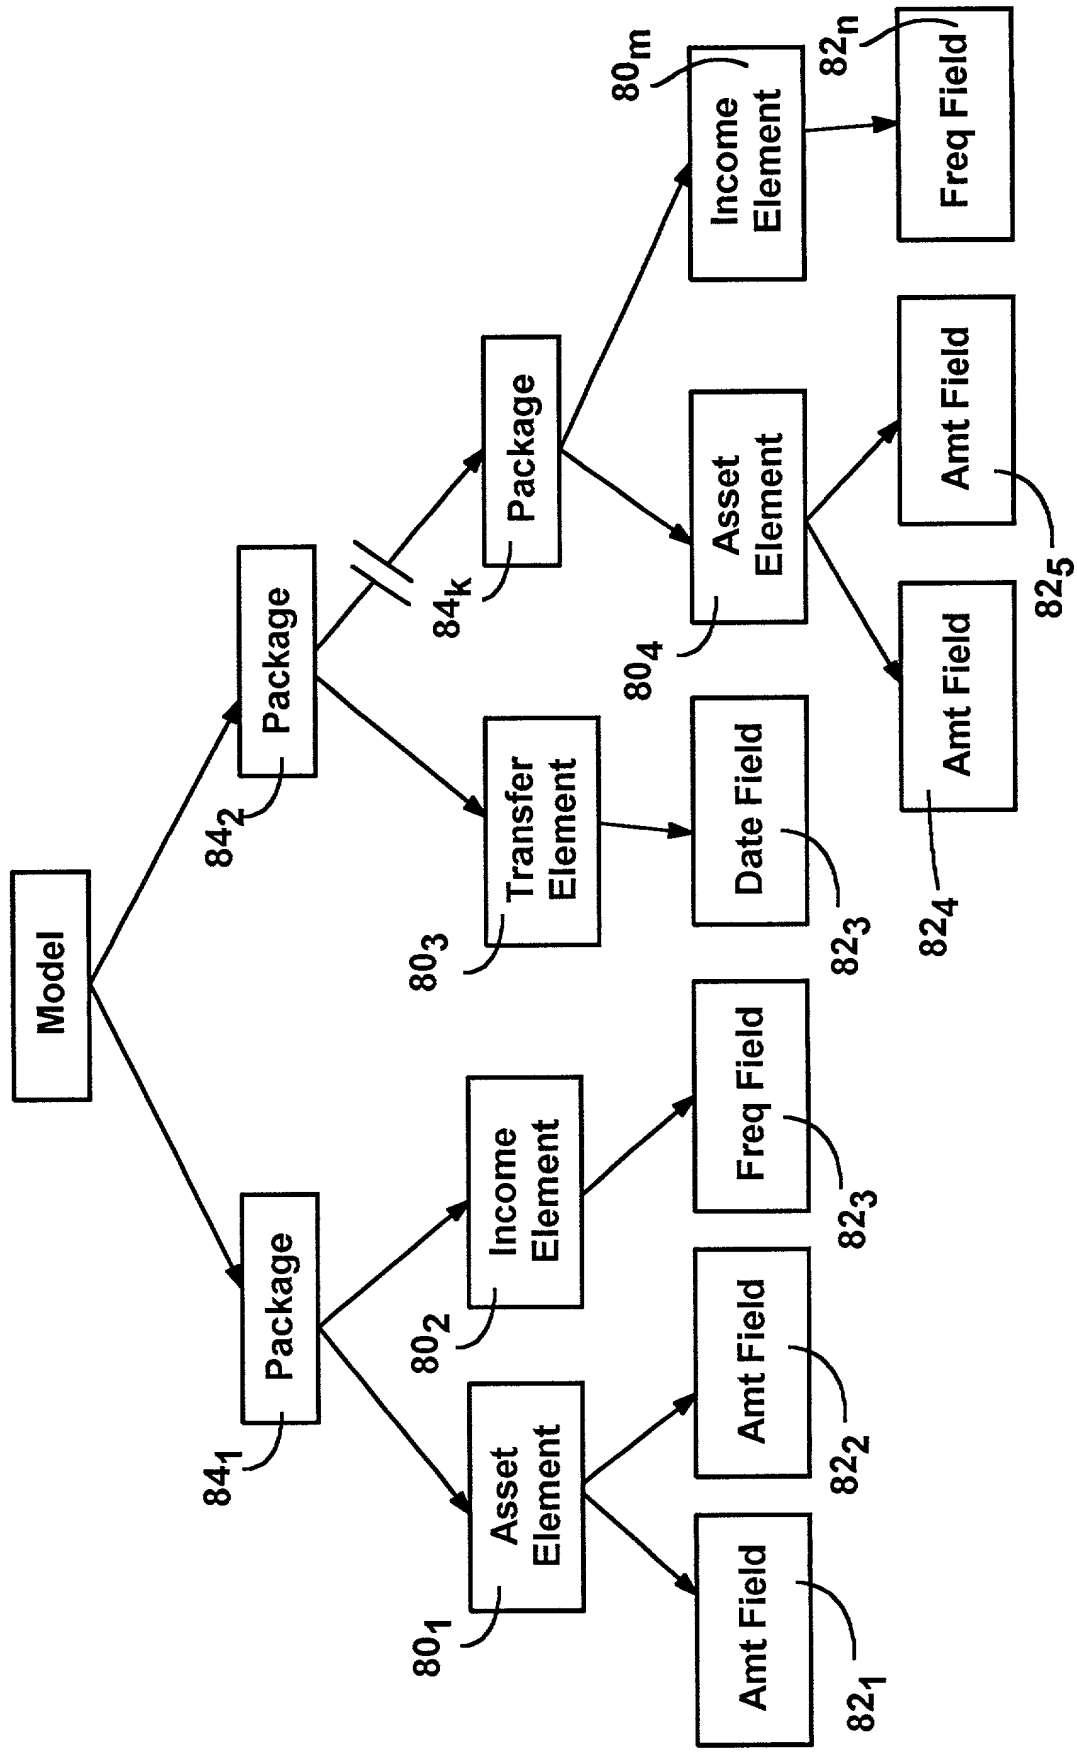 Model
Package
84₁
Package
84₂
Asset
Element
80₁
Income
Element
80₂
Transfer
Element
80₃
Package
84k
Amt Field
82₁
Amt Field
82₂
Freq Field
82₃
Date Field
82₃
Asset
Element
80₄
Income
Element
80m
Amt Field
82₄
Amt Field
82₅
Freq Field
82n